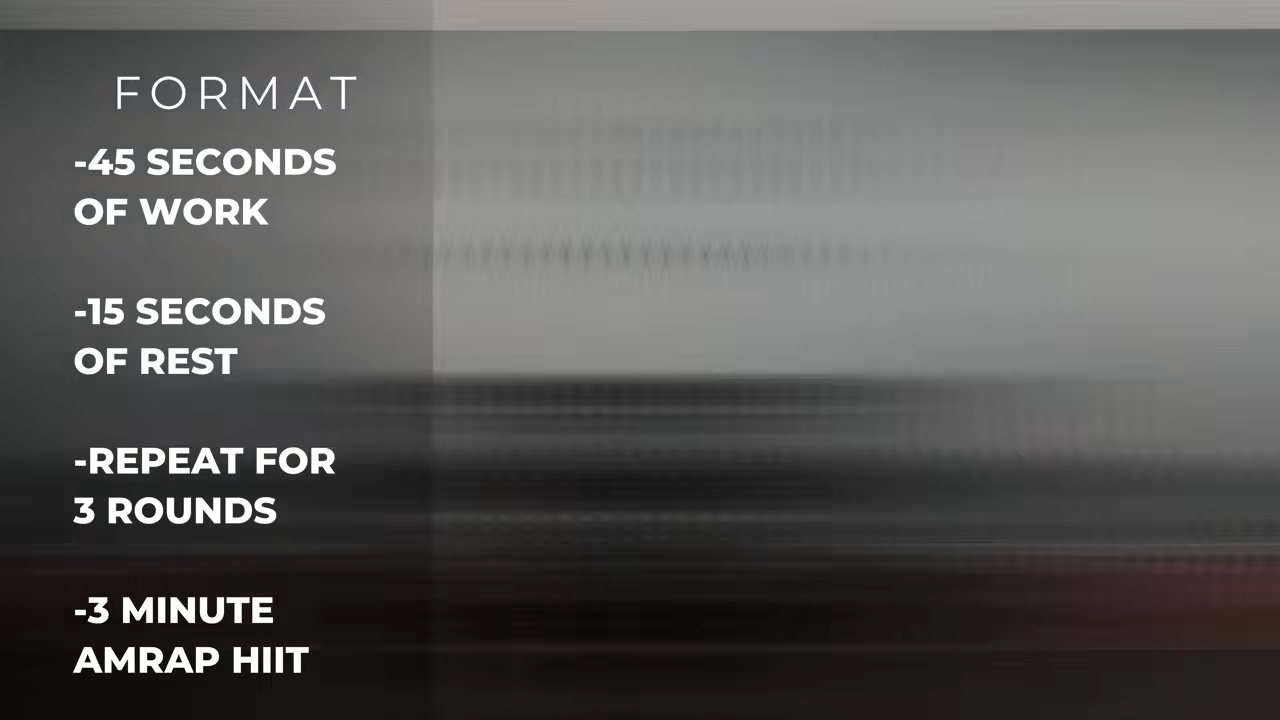 FORMAT
-45 SECONDS
OF WORK
-15 SECONDS
OF REST
-REPEAT FOR
3 ROUNDS
-3 MINUTE
AMRAP HIIT